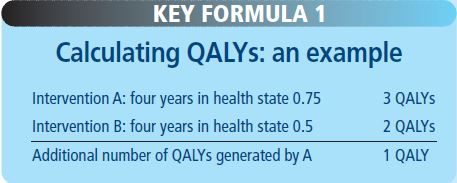 KEY FORMULA 1
Calculating QALYs: an example
Intervention A: four years in health state 0.75 3 QALYs
Intervention B: four years in health state 0.5 2 QALYs
Additional number of QALYs generated by A 1 QALY